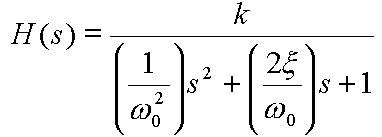 H(s) = k / ((1/ω₀²)s² + (2ξ/ω₀)s + 1)